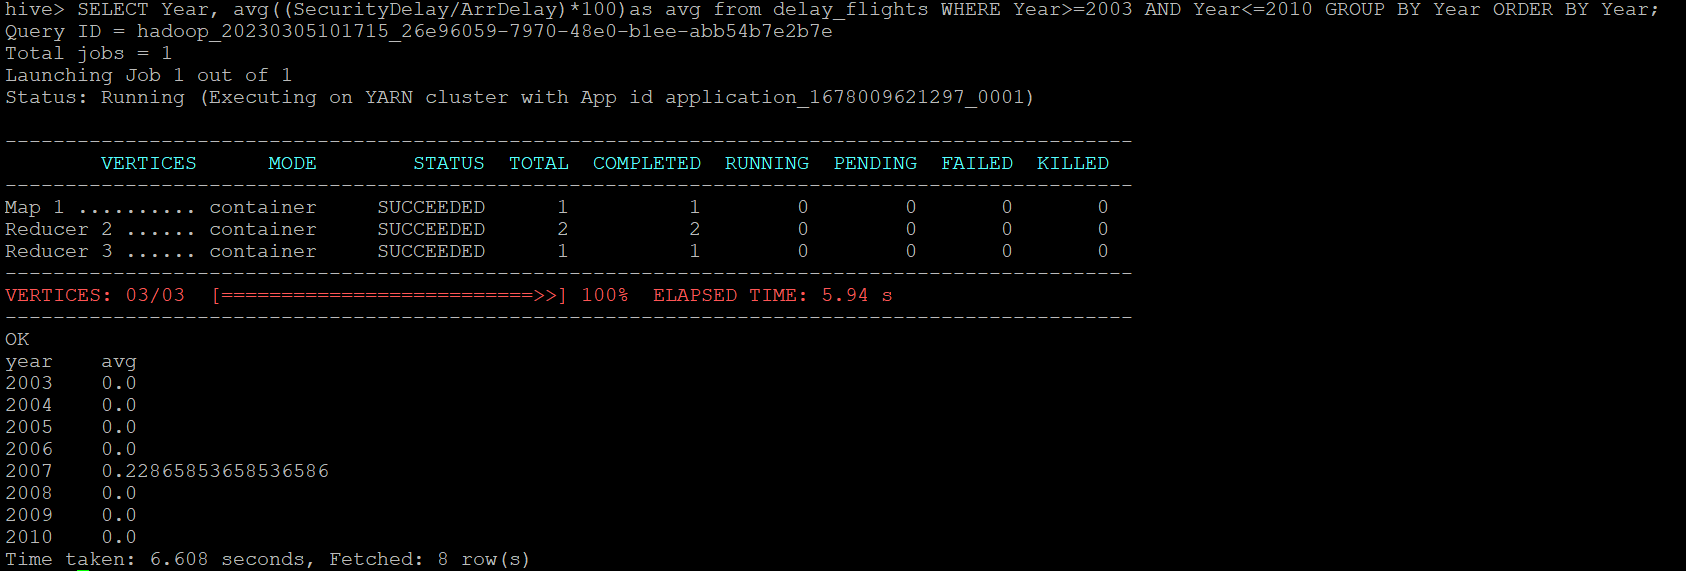 hive> SELECT Year, avg((SecurityDelay/ArrDelay)*100)as avg from delay_flights WHERE Year>=2003 AND Year<=2010 GROUP BY Year ORDER BY Year;
Query ID = hadoop_20230305101715_26e96059-7970-48e0-b1ee-abb54b7e2b7e
Total jobs = 1
Launching Job 1 out of 1
Status: Running (Executing on YARN cluster with App id application_1678009621297_0001)

----------------------------------------------------------------------------------------------
        VERTICES      MODE        STATUS  TOTAL  COMPLETED  RUNNING  PENDING  FAILED  KILLED
----------------------------------------------------------------------------------------------
Map 1 .......... container     SUCCEEDED      1          1        0        0       0       0
Reducer 2 ...... container     SUCCEEDED      2          2        0        0       0       0
Reducer 3 ...... container     SUCCEEDED      1          1        0        0       0       0
----------------------------------------------------------------------------------------------
VERTICES: 03/03  [==========================>>] 100%  ELAPSED TIME: 5.94 s
----------------------------------------------------------------------------------------------
OK
year    avg
2003    0.0
2004    0.0
2005    0.0
2006    0.0
2007    0.22865853658536586
2008    0.0
2009    0.0
2010    0.0
Time taken: 6.608 seconds, Fetched: 8 row(s)